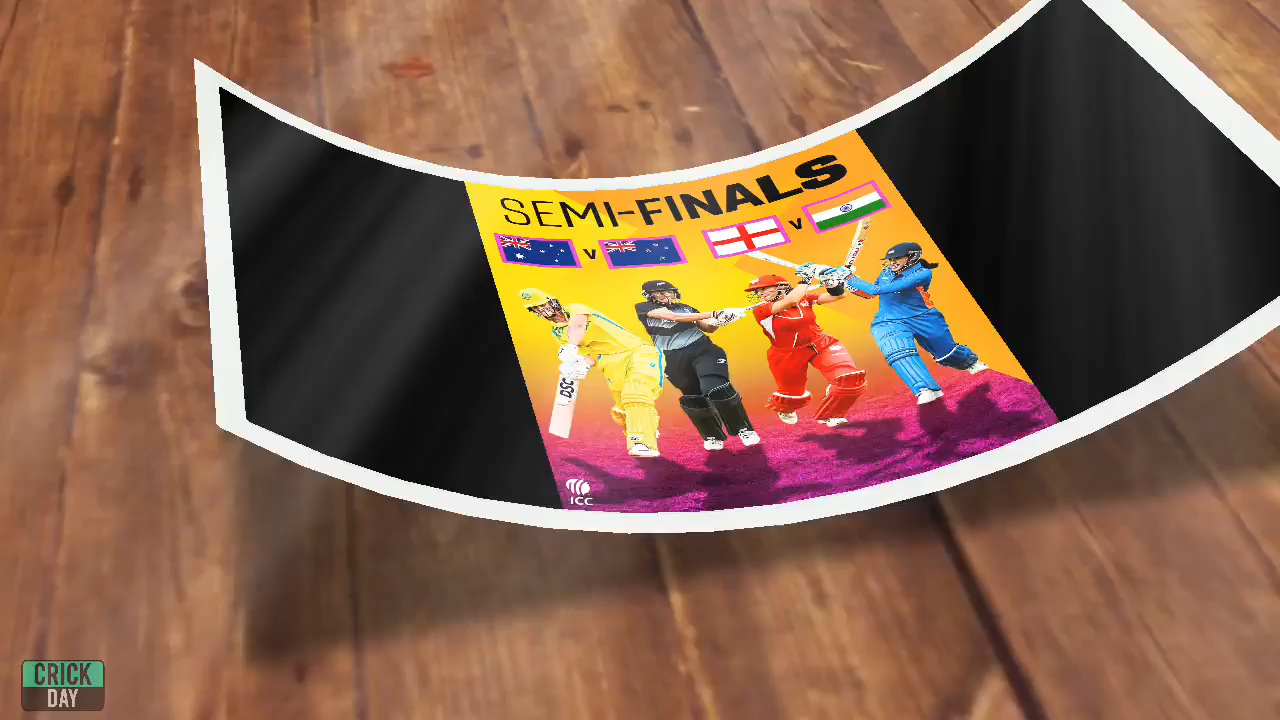 SEMI-FINALS
v
v
DSC
ICC
CRICK
DAY